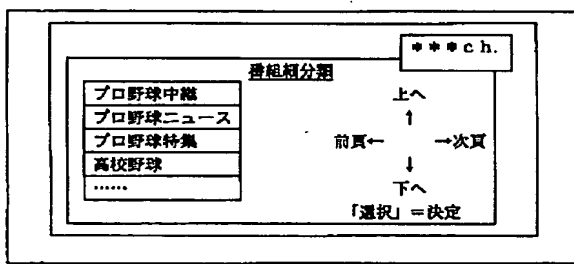 ＊＊＊ｃｈ.
番組細分類
プロ野球中継
プロ野球ニュース
プロ野球特集
高校野球
……
上へ
↑
前頁← →次頁
↓
下へ
「選択」＝決定